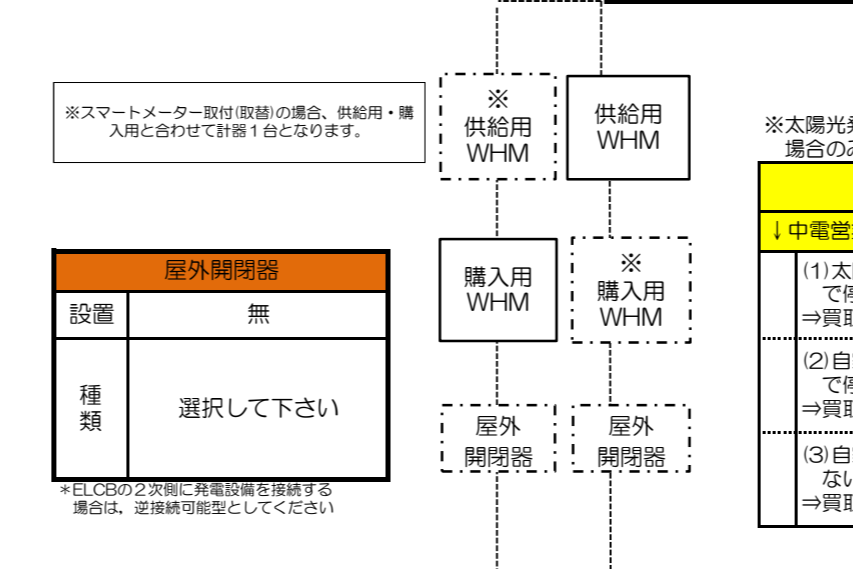 ※スマートメーター取付(取替)の場合、供給用・購
入用と合わせて計器１台となります。
※
供給用
WHM
供給用
WHM
※太陽光
場合の
↓中電営
屋外開閉器
設置
無
種
類
選択して下さい
＊ELCBの２次側に発電設備を接続する
場合は，逆接続可能型としてください
購入用
WHM
※
購入用
WHM
屋外
開閉器
屋外
開閉器
(1)太
で停
⇒買
(2)自
で停
⇒買
(3)自
な
⇒買